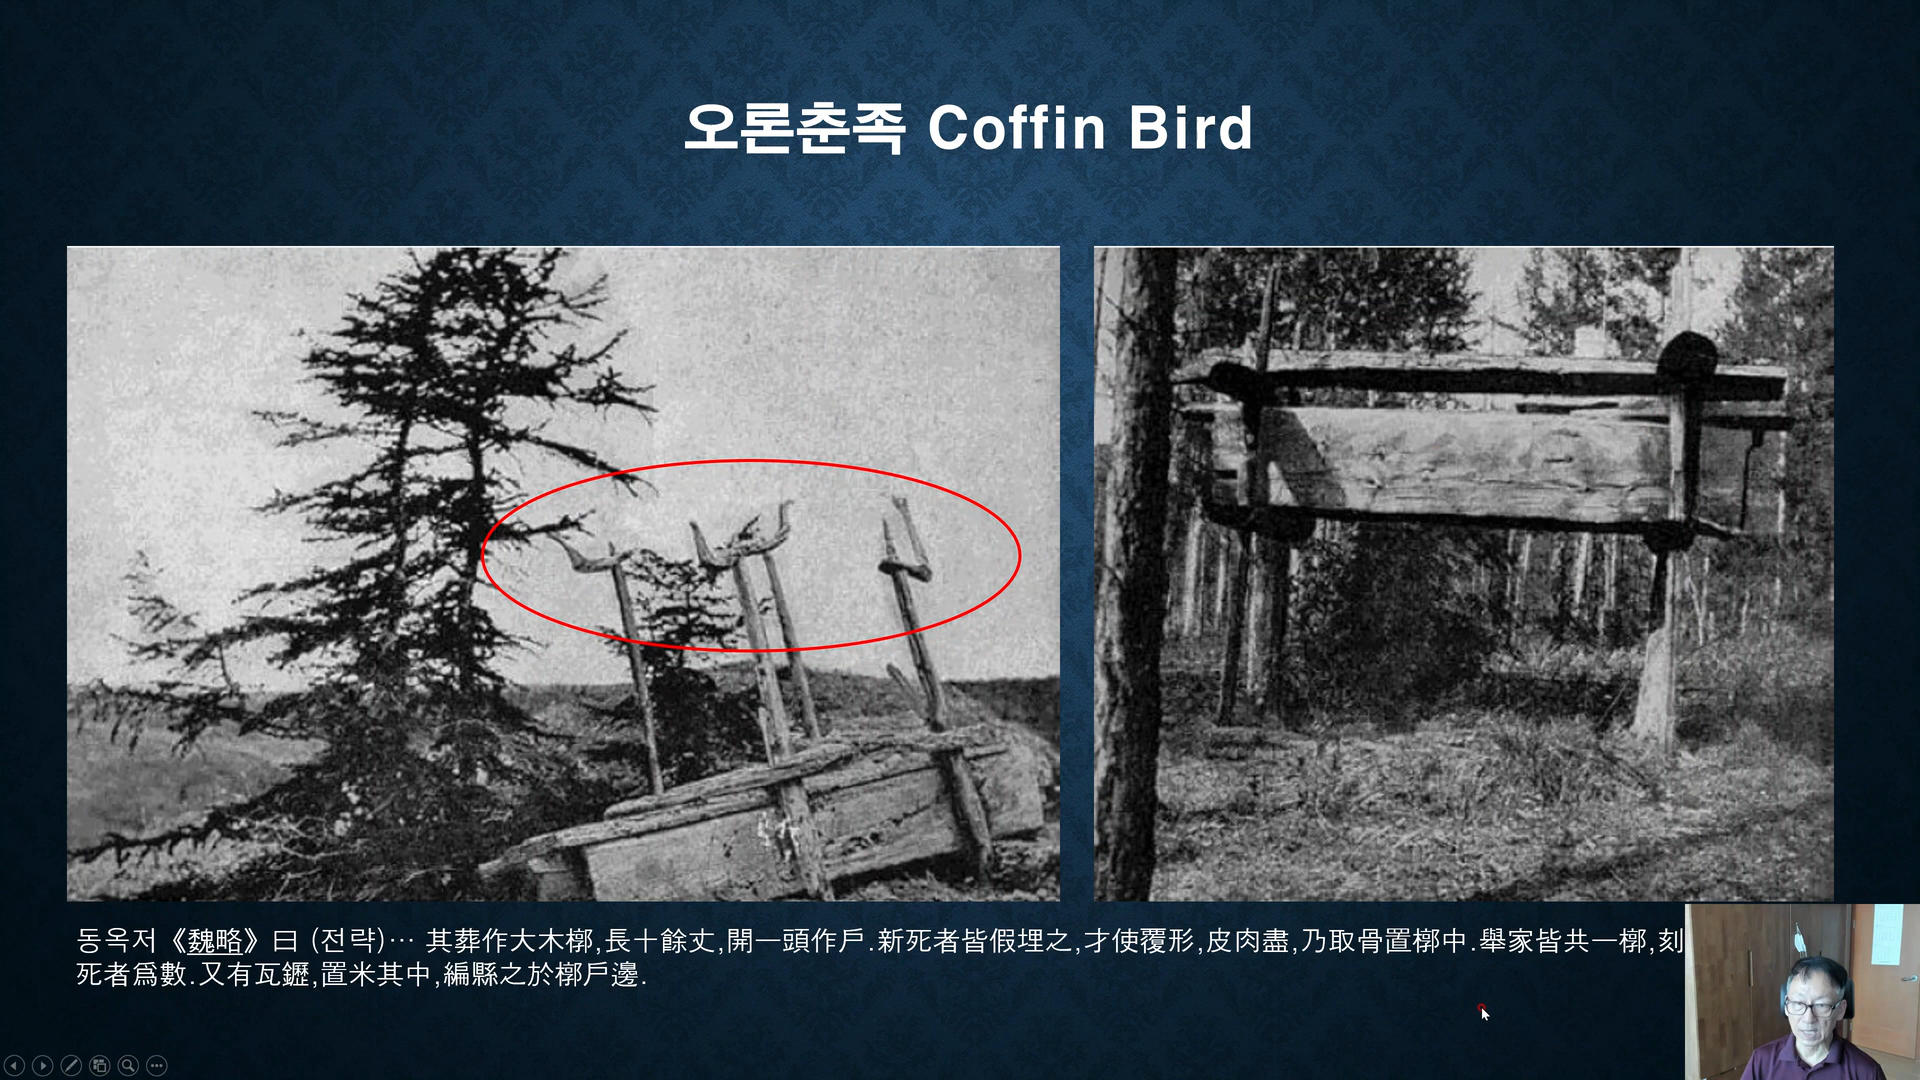 오론춘족 Coffin Bird
동옥저《魏略》曰 (전략)… 其葬作大木槨,長十餘丈,開一頭作戶.新死者皆假埋之,才使覆形,皮肉盡,乃取骨置槨中.舉家皆共一槨,刻
死者爲數.又有瓦䥶,置米其中,編縣之於槨戶邊.